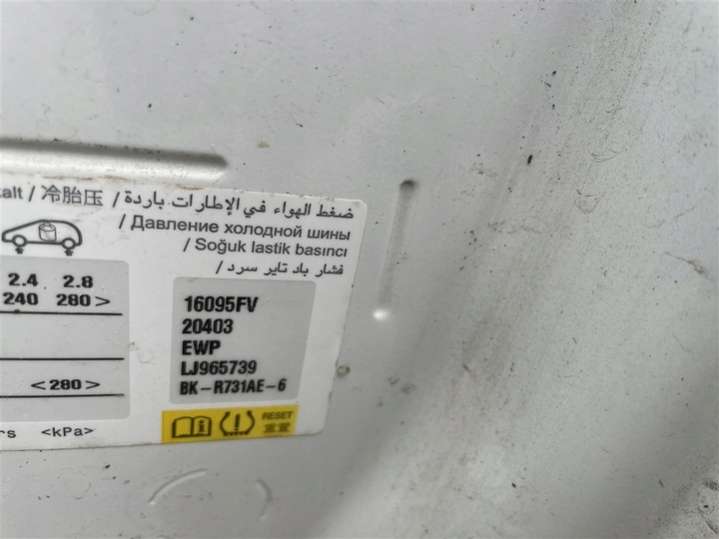 kalt / 冷胎压 / ضغط الهواء في الإطارات باردة
/ Давление холодной шины
/ Soğuk lastik basıncı
/ فشار باد تایر سرد
2.4 2.8
240 280>
<280>
rs <kPa>
16095FV
20403
EWP
LJ965739
BK-R731AE-6
RESET